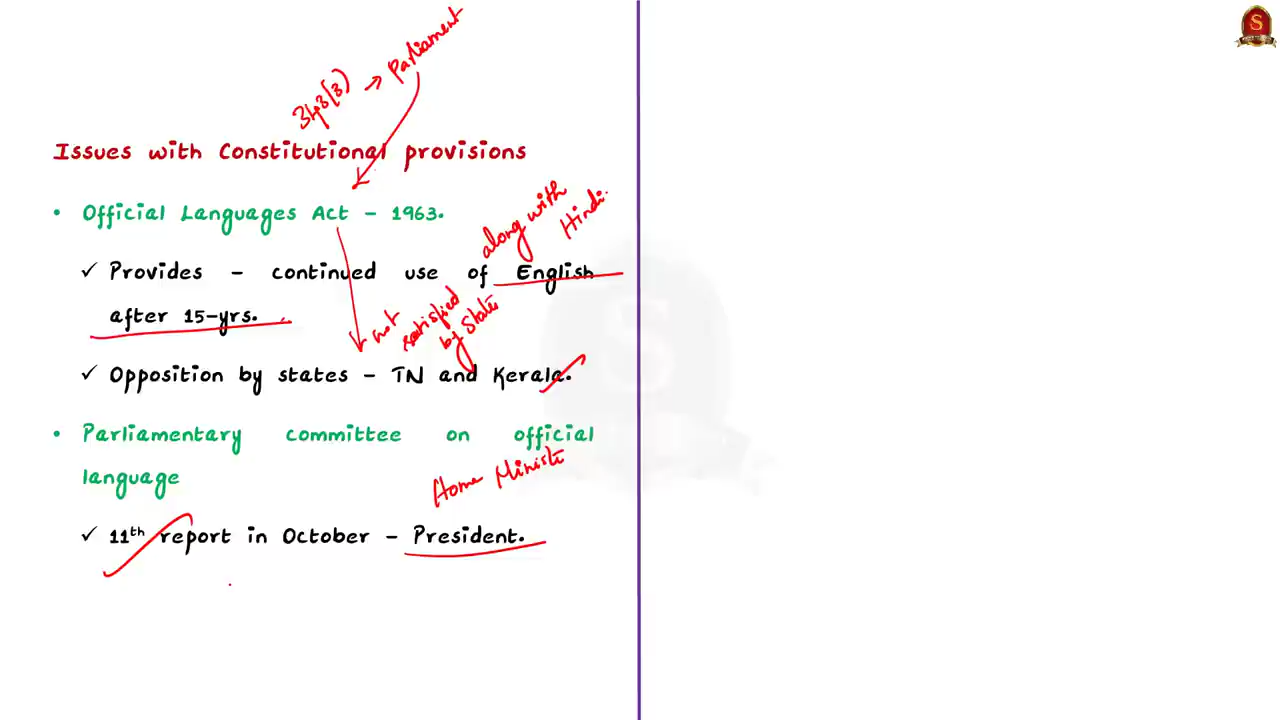 343(3) → Parliament
Issues with Constitutional provisions
• Official Languages Act – 1963.
along with
Hindi.
✓ Provides – continued use of English
after 15-yrs.
not
satisfied
by State
✓ Opposition by states – TN and Kerala.
• Parliamentary committee on official
language
Home Ministe
✓ 11th report in October – President.
S